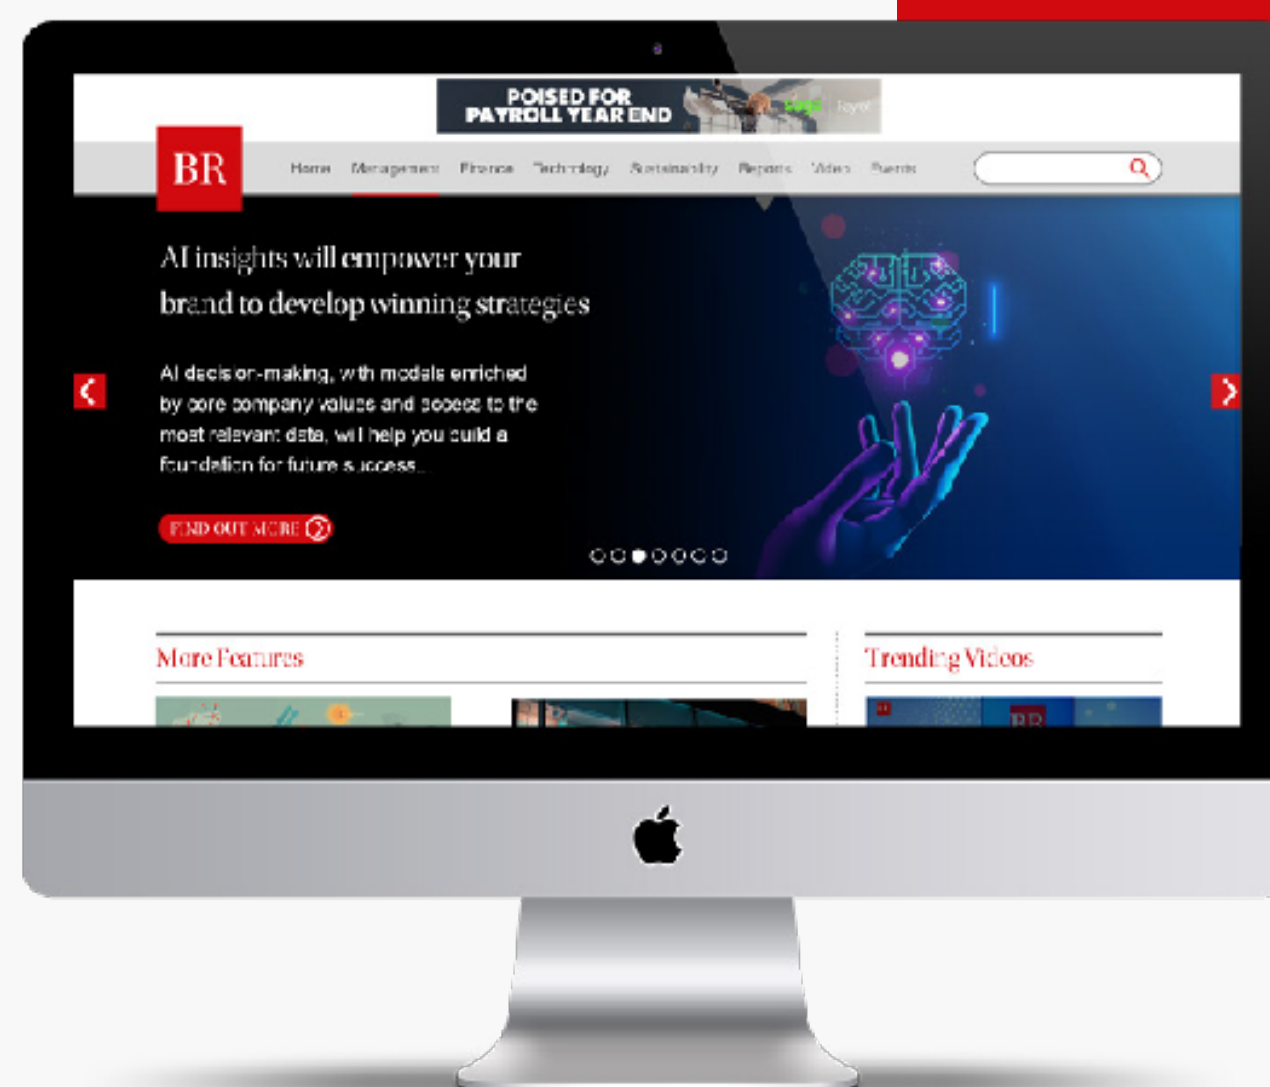 POISED FOR
PAYROLL YEAR END
sage
BR
Home Management Finance Technology Sustainability Reports Video Events
AI insights will empower your
brand to develop winning strategies
AI decision-making, with models enriched
by core company values and access to the
most relevant data, will help you build a
foundation for future success...
FIND OUT MORE
More Features
Trending Videos
BR